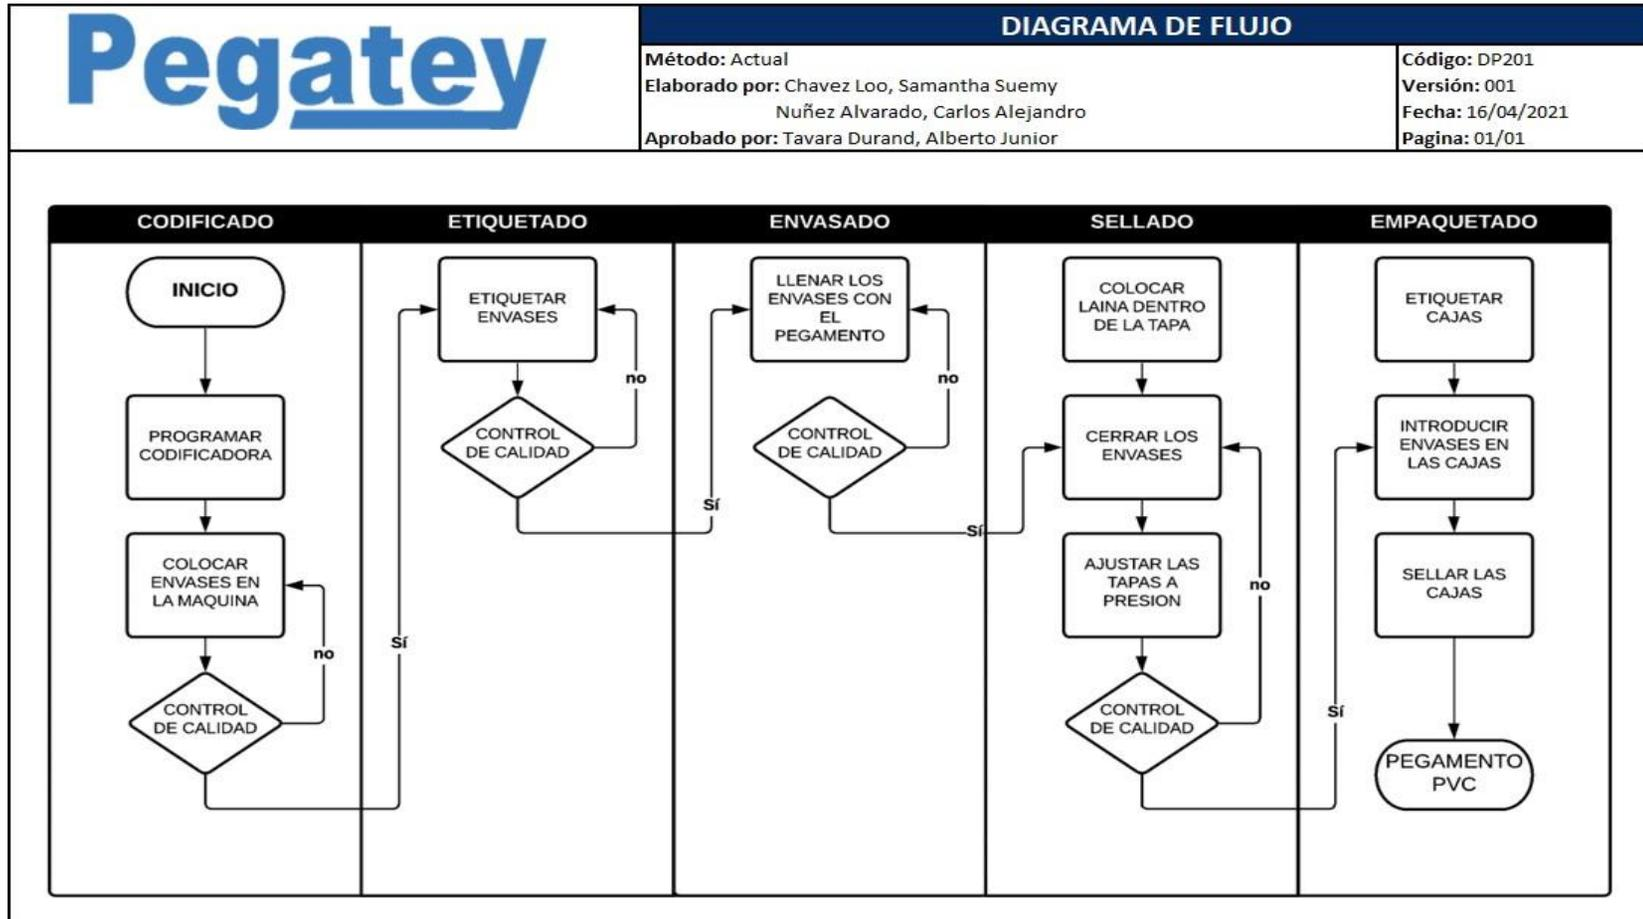 Pegatey
DIAGRAMA DE FLUJO
Método: Actual
Elaborado por: Chavez Loo, Samantha Suemy
Nuñez Alvarado, Carlos Alejandro
Aprobado por: Tavara Durand, Alberto Junior
Código: DP201
Versión: 001
Fecha: 16/04/2021
Pagina: 01/01
CODIFICADO
INICIO
PROGRAMAR
CODIFICADORA
COLOCAR
ENVASES EN
LA MAQUINA
no
CONTROL
DE CALIDAD
Sí
ETIQUETADO
ETIQUETAR
ENVASES
no
CONTROL
DE CALIDAD
Sí
ENVASADO
LLENAR LOS
ENVASES CON
EL
PEGAMENTO
no
CONTROL
DE CALIDAD
Sí
SELLADO
COLOCAR
LAINA DENTRO
DE LA TAPA
CERRAR LOS
ENVASES
AJUSTAR LAS
TAPAS A
PRESION
no
CONTROL
DE CALIDAD
Sí
EMPAQUETADO
ETIQUETAR
CAJAS
INTRODUCIR
ENVASES EN
LAS CAJAS
SELLAR LAS
CAJAS
PEGAMENTO
PVC